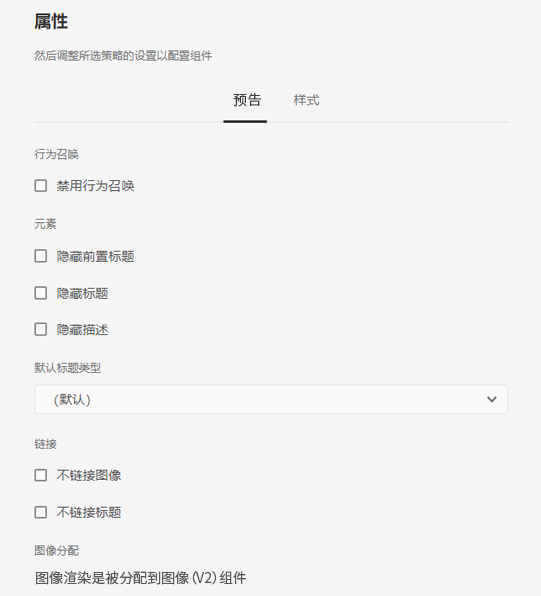 属性
然后调整所选策略的设置以配置组件
预告 样式
行为召唤
禁用行为召唤
元素
隐藏前置标题
隐藏标题
隐藏描述
默认标题类型
(默认)
链接
不链接图像
不链接标题
图像分配
图像渲染是被分配到图像(V2)组件